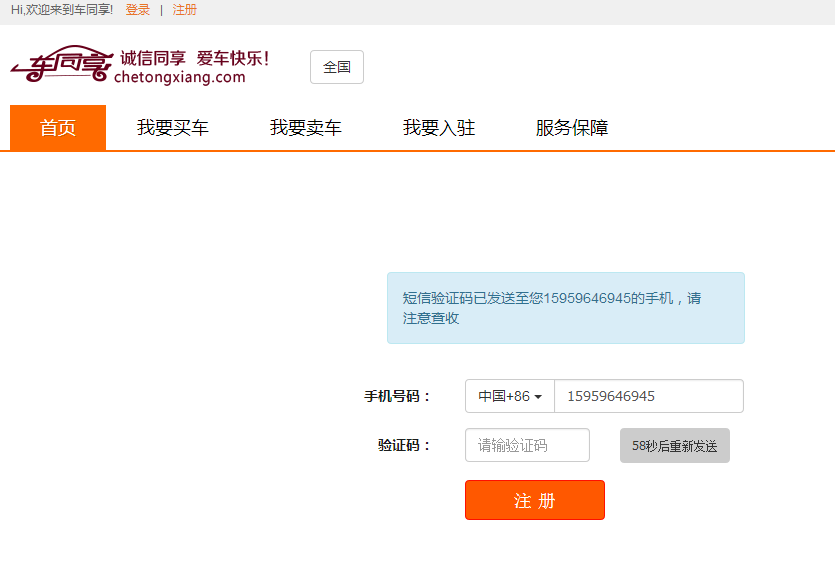 Hi,欢迎来到车同享! 登录 | 注册
车同享 诚信同享 爱车快乐!
chetongxiang.com
全国
首页 我要买车 我要卖车 我要入驻 服务保障
短信验证码已发送至您15959646945的手机，请
注意查收
手机号码： 中国+86 15959646945
验证码： 请输验证码 58秒后重新发送
注 册